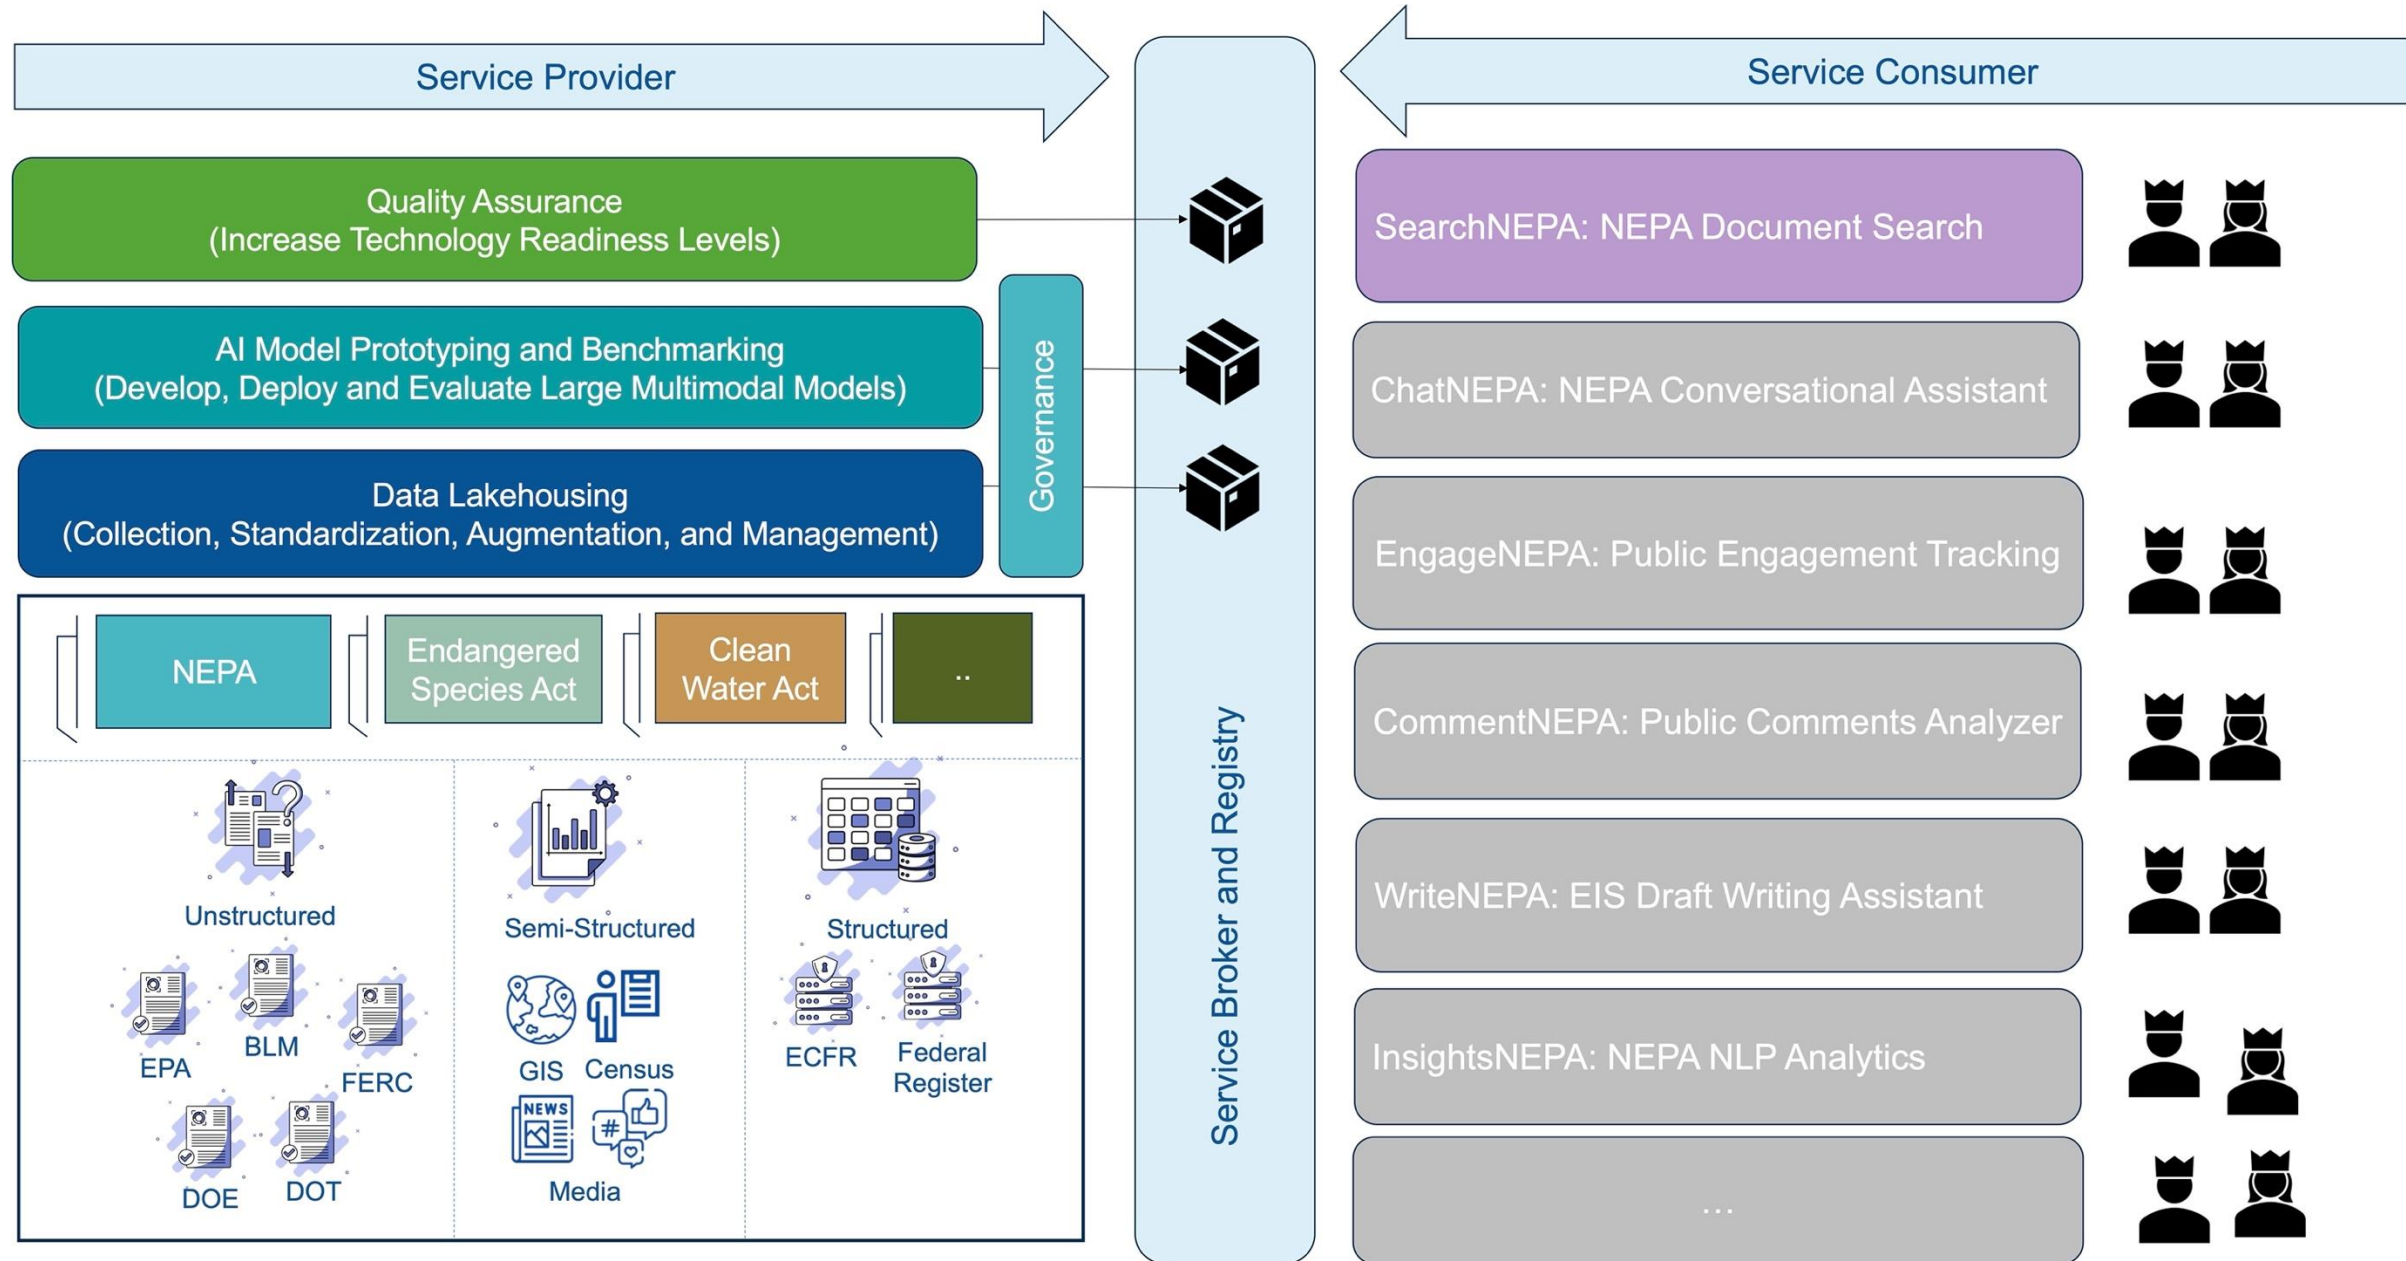 Service Provider
Service Consumer
Quality Assurance
(Increase Technology Readiness Levels)
AI Model Prototyping and Benchmarking
(Develop, Deploy and Evaluate Large Multimodal Models)
Data Lakehousing
(Collection, Standardization, Augmentation, and Management)
Governance
NEPA
Endangered
Species Act
Clean
Water Act
..
Unstructured
Semi-Structured
Structured
EPA
BLM
FERC
DOE
DOT
GIS
Census
NEWS
#
Media
ECFR
Federal
Register
Service Broker and Registry
SearchNEPA: NEPA Document Search
ChatNEPA: NEPA Conversational Assistant
EngageNEPA: Public Engagement Tracking
CommentNEPA: Public Comments Analyzer
WriteNEPA: EIS Draft Writing Assistant
InsightsNEPA: NEPA NLP Analytics
...